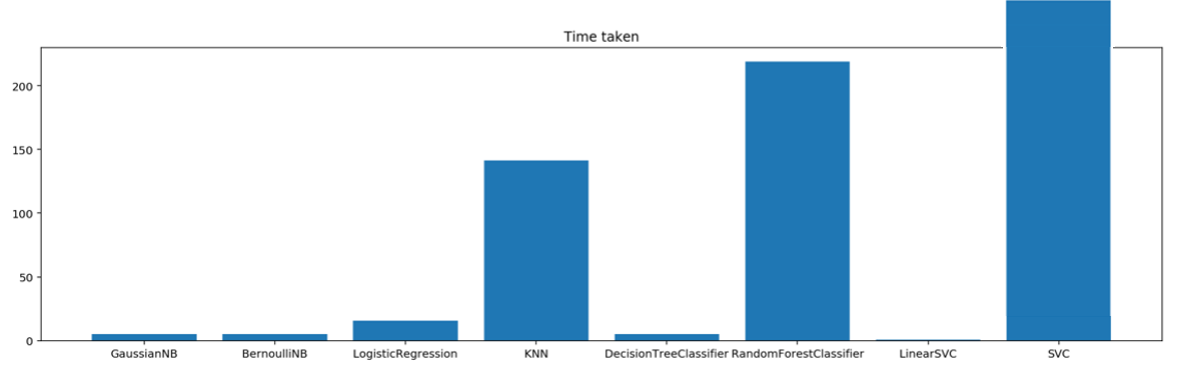 Time taken
200
150
100
50
0
GaussianNB BernoulliNB LogisticRegression KNN DecisionTreeClassifier RandomForestClassifier LinearSVC SVC